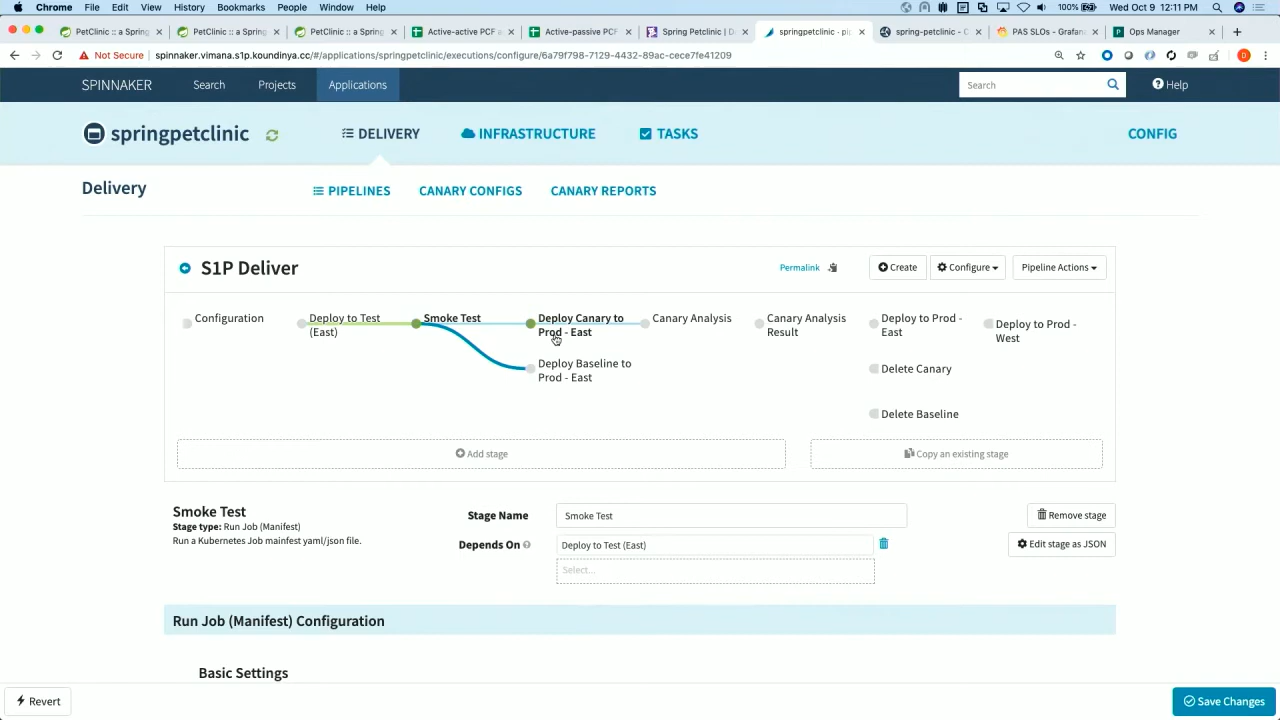 Chrome File Edit View History Bookmarks People Window Help 100% Wed Oct 9 12:11 PM
PetClinic :: a Spring PetClinic :: a Spring PetClinic :: a Spring Active-active PCF Active-passive PCF Spring Petclinic | D springpetclinic · pi spring-petclinic - C PAS SLOs - Grafana Ops Manager
Not Secure spinnaker.vimana.s1p.koundinya.cc/#/applications/springpetclinic/executions/configure/6a79f798-7129-4432-89ac-cece7fe41209
SPINNAKER Search Projects Applications Search Help
springpetclinic DELIVERY INFRASTRUCTURE TASKS CONFIG
Delivery PIPELINES CANARY CONFIGS CANARY REPORTS
S1P Deliver Permalink Create Configure Pipeline Actions
Configuration
Deploy to Test
(East)
Smoke Test
Deploy Canary to
Prod - East
Canary Analysis
Canary Analysis
Result
Deploy to Prod -
East
Deploy to Prod -
West
Deploy Baseline to
Prod - East
Delete Canary
Delete Baseline
Add stage Copy an existing stage
Smoke Test
Stage type: Run Job (Manifest)
Run a Kubernetes Job mainfest yaml/json file.
Stage Name Smoke Test Remove stage
Depends On Deploy to Test (East) Edit stage as JSON
Select...
Run Job (Manifest) Configuration
Basic Settings
Revert Save Changes